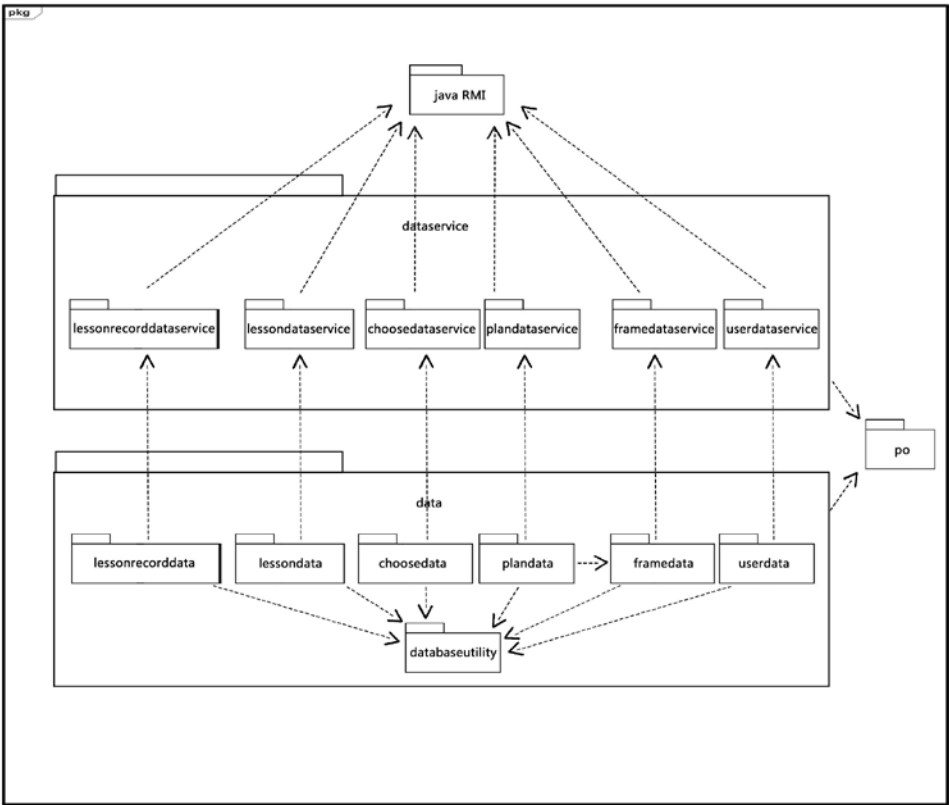 pkg
java RMI
dataservice
lessonrecorddataservice
lessondataservice
choosedataservice
plandataservice
framedataservice
userdataservice
po
data
lessonrecorddata
lessondata
choosedata
plandata
framedata
userdata
databaseutility